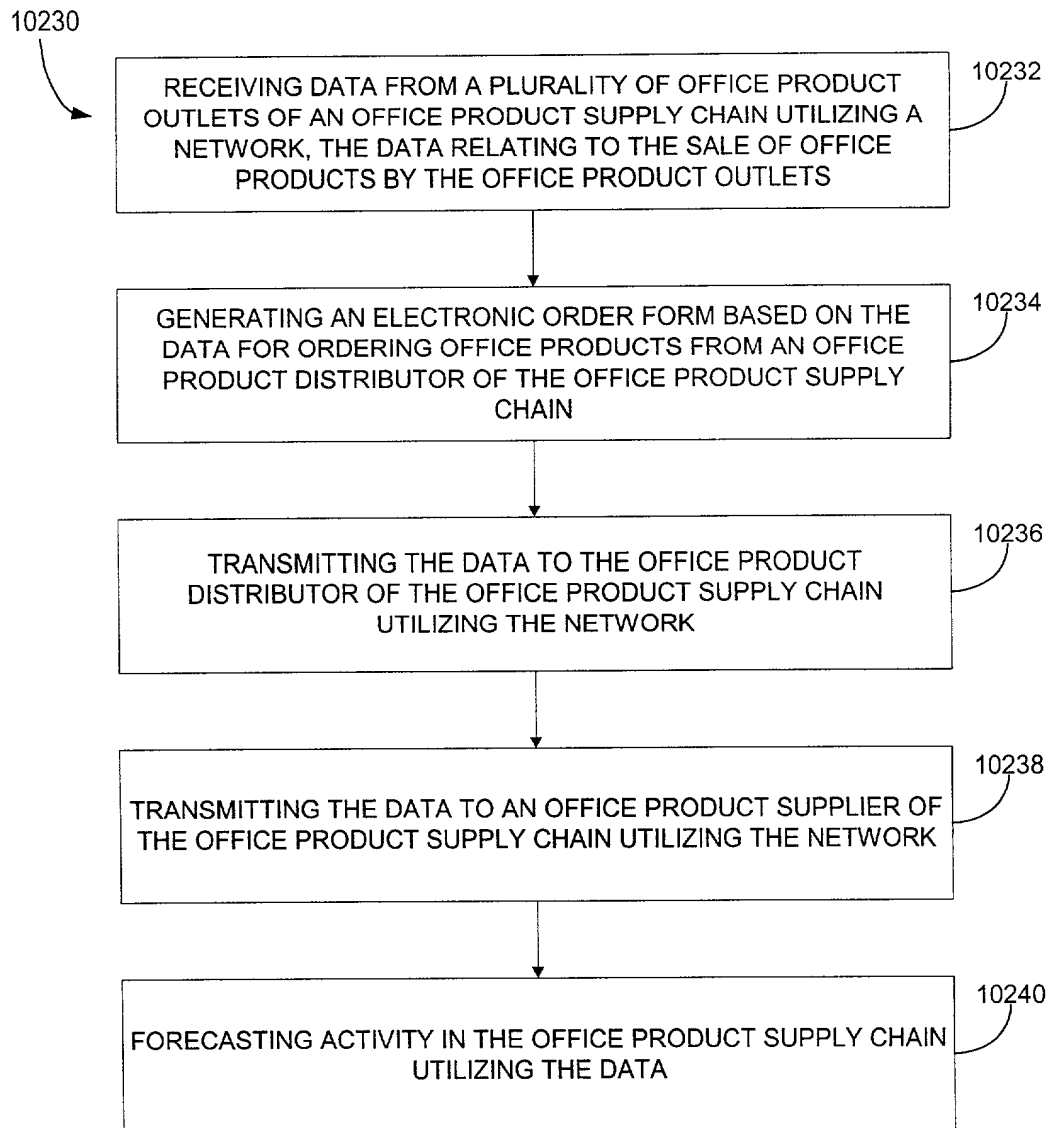 10230
RECEIVING DATA FROM A PLURALITY OF OFFICE PRODUCT
OUTLETS OF AN OFFICE PRODUCT SUPPLY CHAIN UTILIZING A
NETWORK, THE DATA RELATING TO THE SALE OF OFFICE
PRODUCTS BY THE OFFICE PRODUCT OUTLETS
10232
GENERATING AN ELECTRONIC ORDER FORM BASED ON THE
DATA FOR ORDERING OFFICE PRODUCTS FROM AN OFFICE
PRODUCT DISTRIBUTOR OF THE OFFICE PRODUCT SUPPLY
CHAIN
10234
TRANSMITTING THE DATA TO THE OFFICE PRODUCT
DISTRIBUTOR OF THE OFFICE PRODUCT SUPPLY CHAIN
UTILIZING THE NETWORK
10236
TRANSMITTING THE DATA TO AN OFFICE PRODUCT SUPPLIER OF
THE OFFICE PRODUCT SUPPLY CHAIN UTILIZING THE NETWORK
10238
FORECASTING ACTIVITY IN THE OFFICE PRODUCT SUPPLY CHAIN
UTILIZING THE DATA
10240